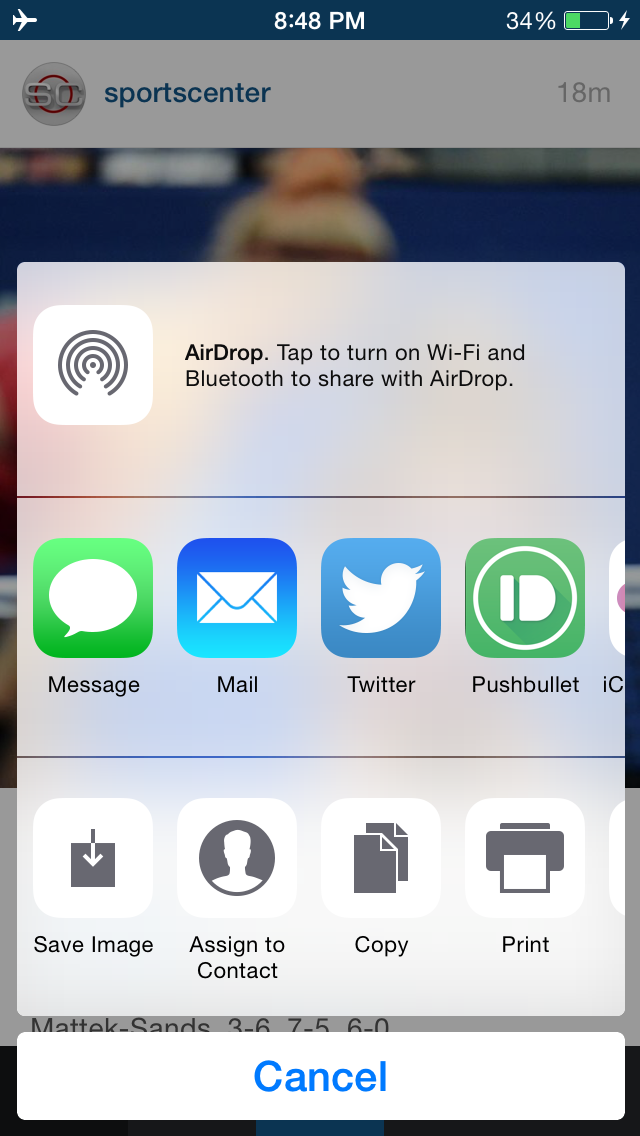 8:48 PM
34%
SC
sportscenter
18m
AirDrop. Tap to turn on Wi-Fi and
Bluetooth to share with AirDrop.
Message
Mail
Twitter
Pushbullet
iC
Save Image
Assign to
Contact
Copy
Print
Mattek-Sands, 3-6, 7-5, 6-0
Cancel